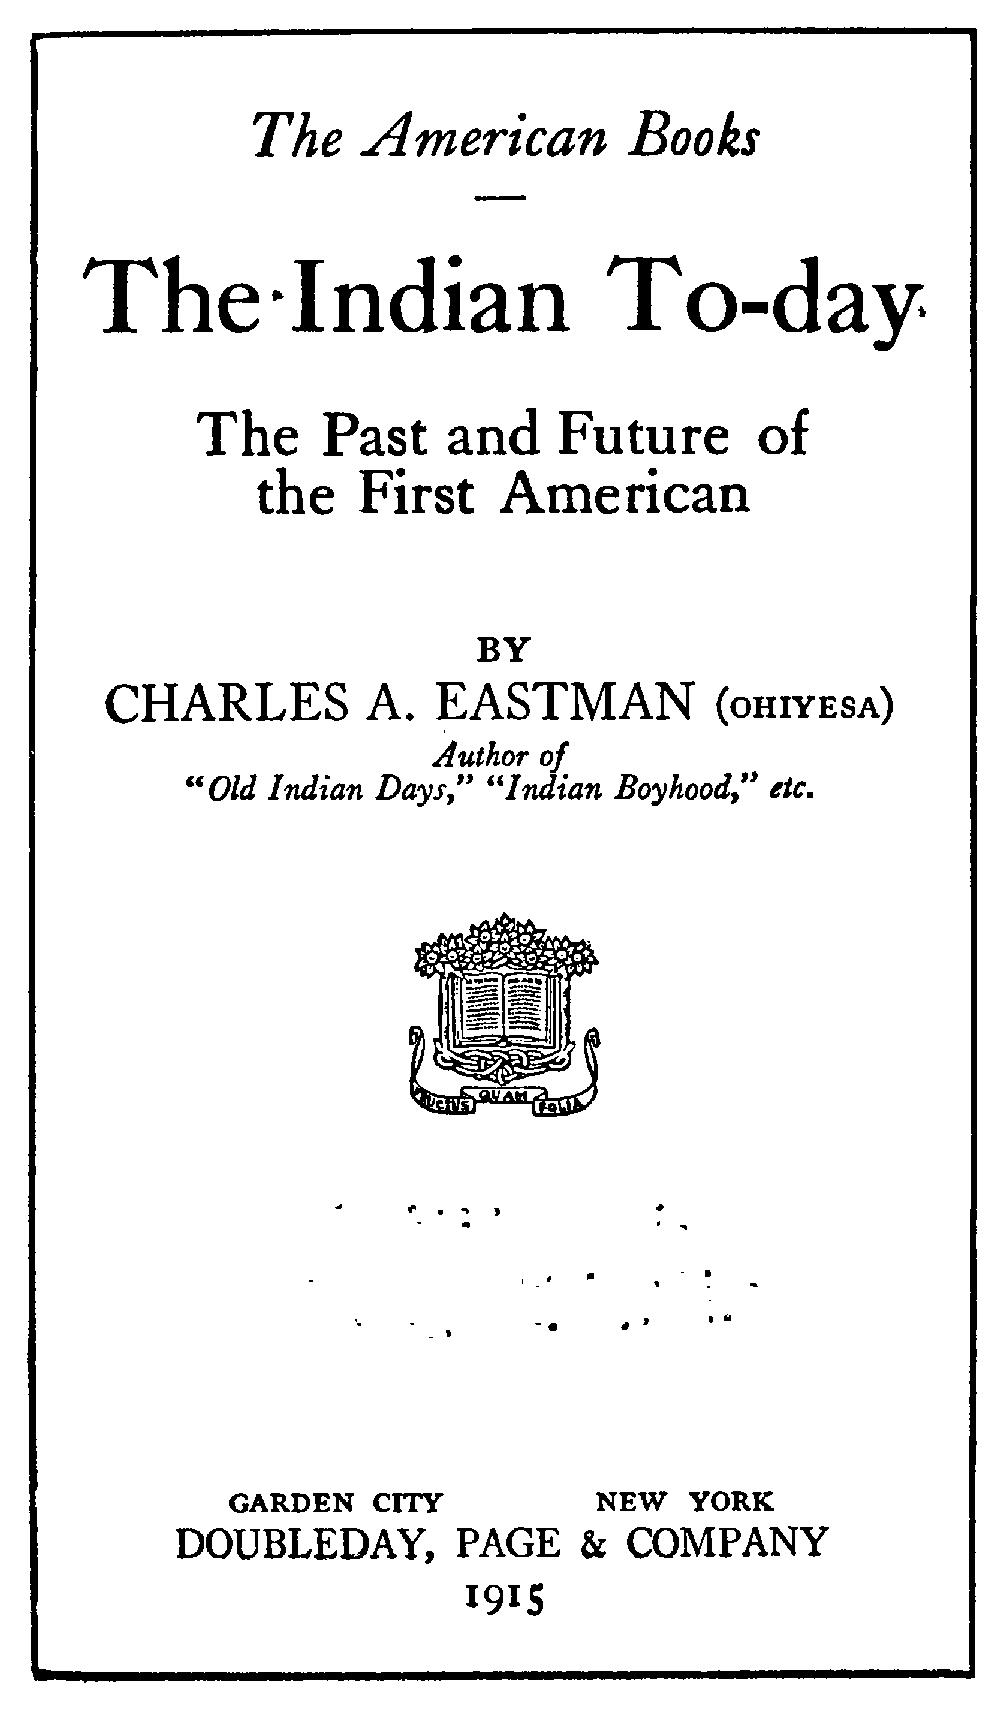 The American Books
The Indian To-day
The Past and Future of
the First American
BY
CHARLES A. EASTMAN (OHIYESA)
Author of
“Old Indian Days,” “Indian Boyhood,” etc.
FRUCTUS QUAM FOLIA
GARDEN CITY NEW YORK
DOUBLEDAY, PAGE & COMPANY
1915